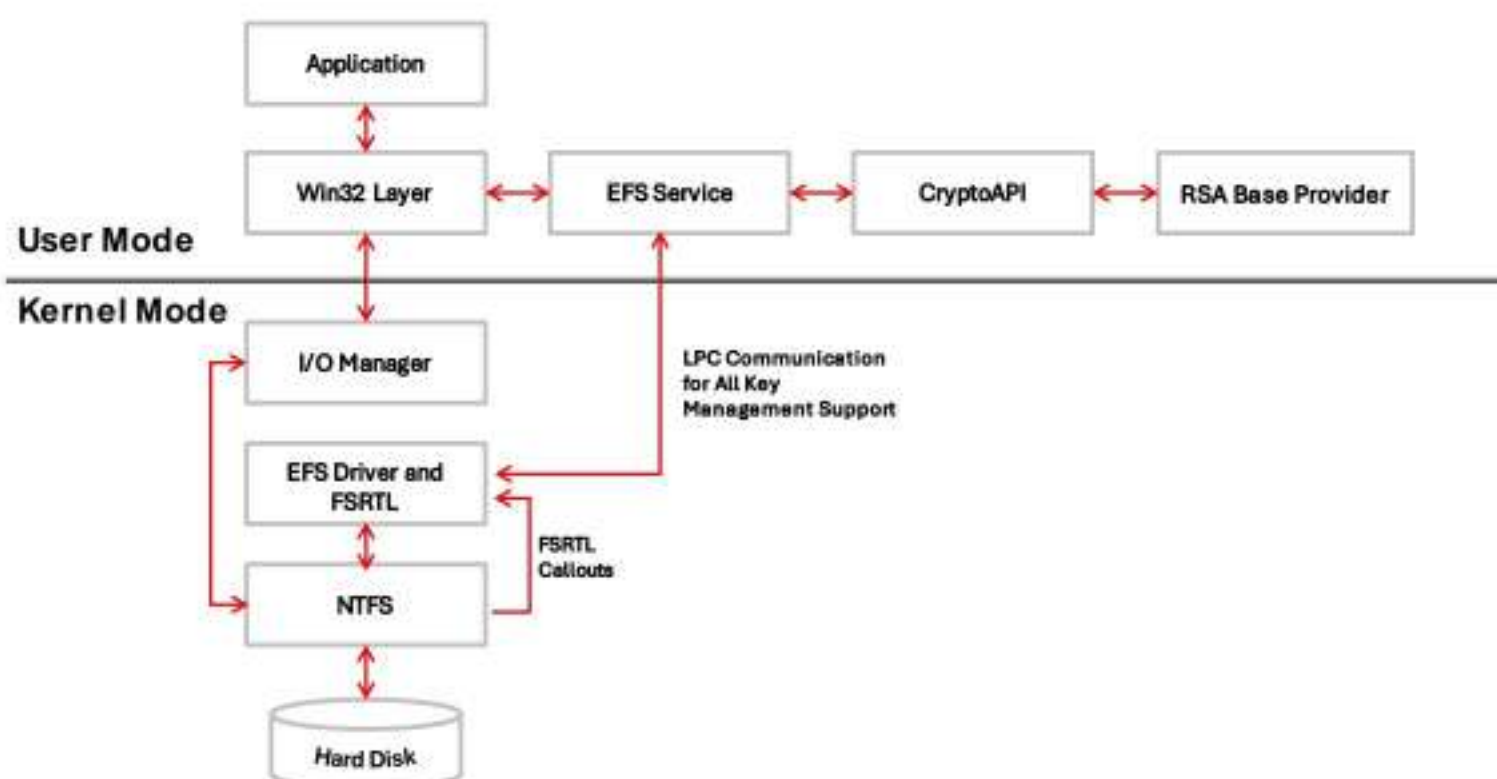 Application
Win32 Layer
EFS Service
CryptoAPI
RSA Base Provider
User Mode
Kernel Mode
I/O Manager
LPC Communication
for All Key
Management Support
EFS Driver and
FSRTL
FSRTL
Callouts
NTFS
Hard Disk